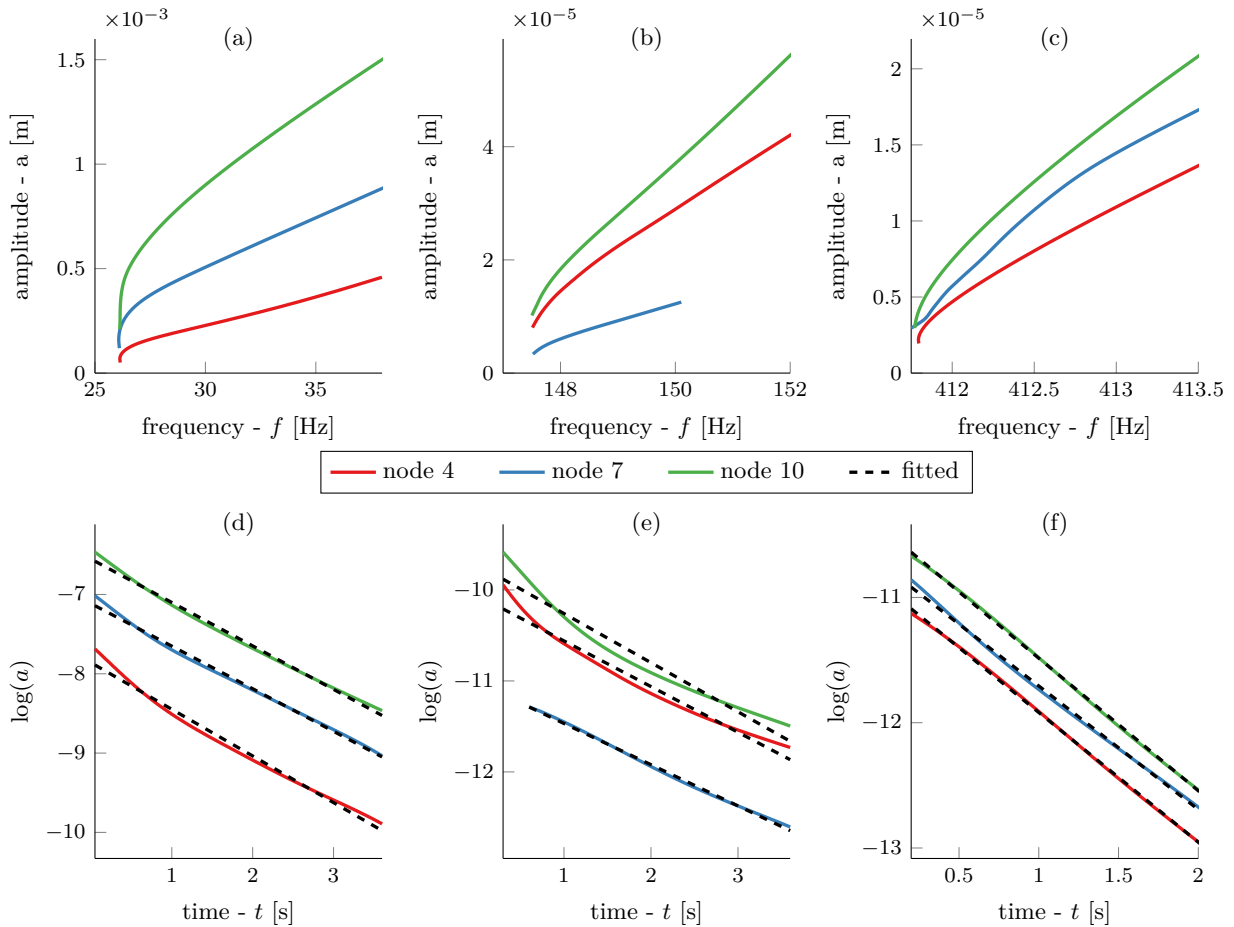 ×10−3
(a)
1.5
1
0.5
0
25
30
35
amplitude - a [m]
frequency - f [Hz]
×10−5
(b)
4
2
0
148
150
152
amplitude - a [m]
frequency - f [Hz]
×10−5
(c)
2
1.5
1
0.5
0
412
412.5
413
413.5
amplitude - a [m]
frequency - f [Hz]
node 4 node 7 node 10 fitted
(d)
−7
−8
−9
−10
1
2
3
log(a)
time - t [s]
(e)
−10
−11
−12
1
2
3
log(a)
time - t [s]
(f)
−11
−12
−13
0.5
1
1.5
2
log(a)
time - t [s]